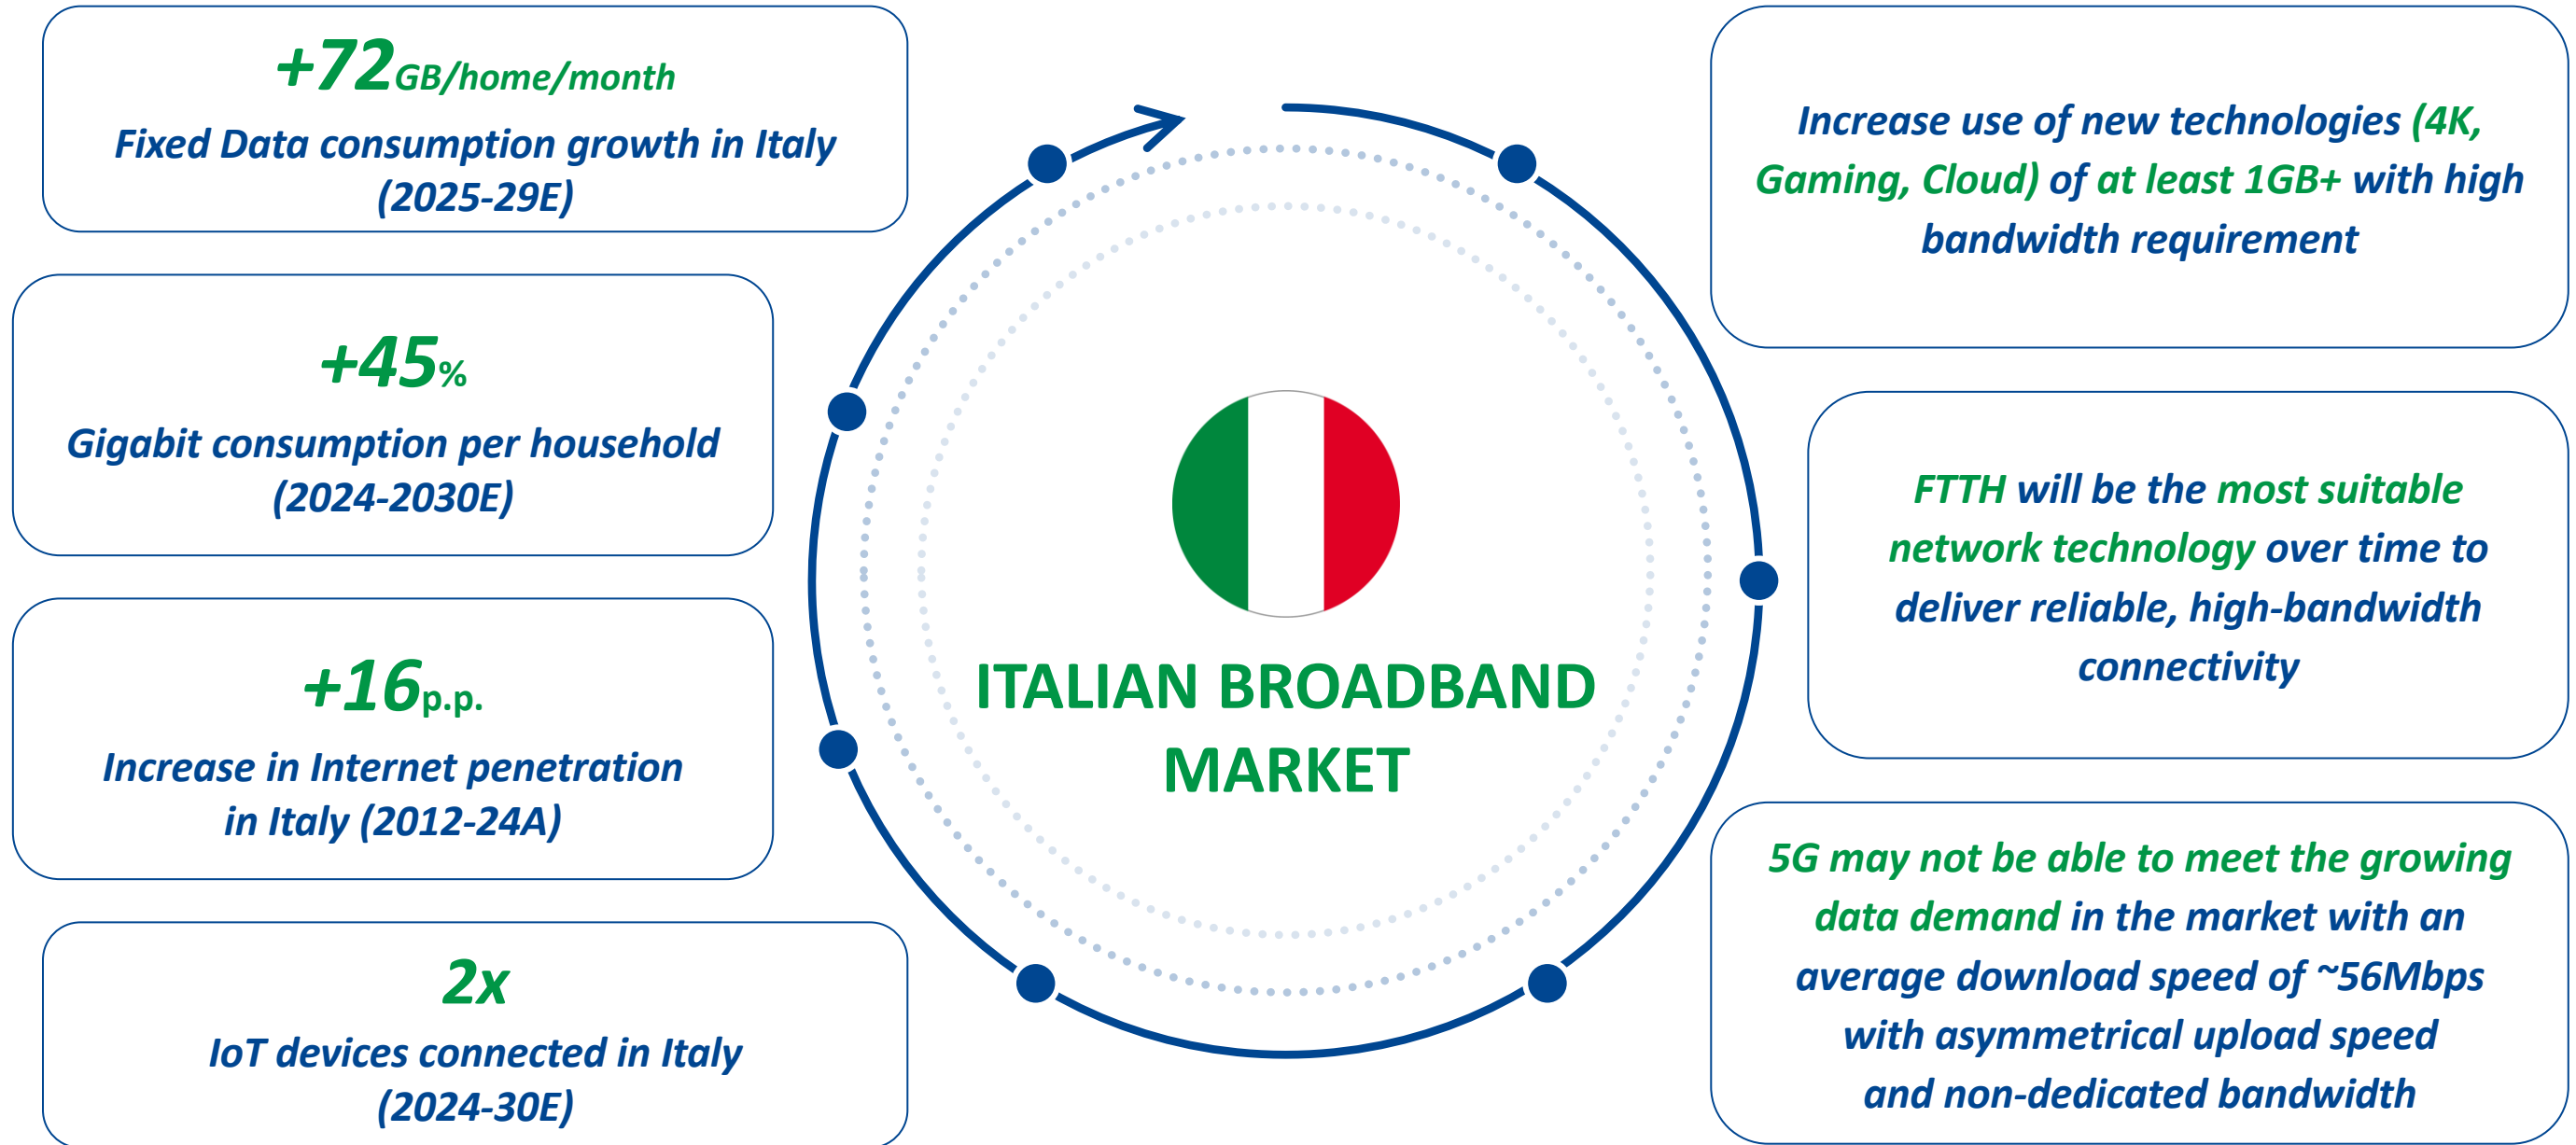 +72 GB/home/month
Fixed Data consumption growth in Italy
(2025-29E)
+45%
Gigabit consumption per household
(2024-2030E)
+16p.p.
Increase in Internet penetration
in Italy (2012-24A)
2x
IoT devices connected in Italy
(2024-30E)
ITALIAN BROADBAND
MARKET
Increase use of new technologies (4K,
Gaming, Cloud) of at least 1GB+ with high
bandwidth requirement
FTTH will be the most suitable
network technology over time to
deliver reliable, high-bandwidth
connectivity
5G may not be able to meet the growing
data demand in the market with an
average download speed of ~56Mbps
with asymmetrical upload speed
and non-dedicated bandwidth